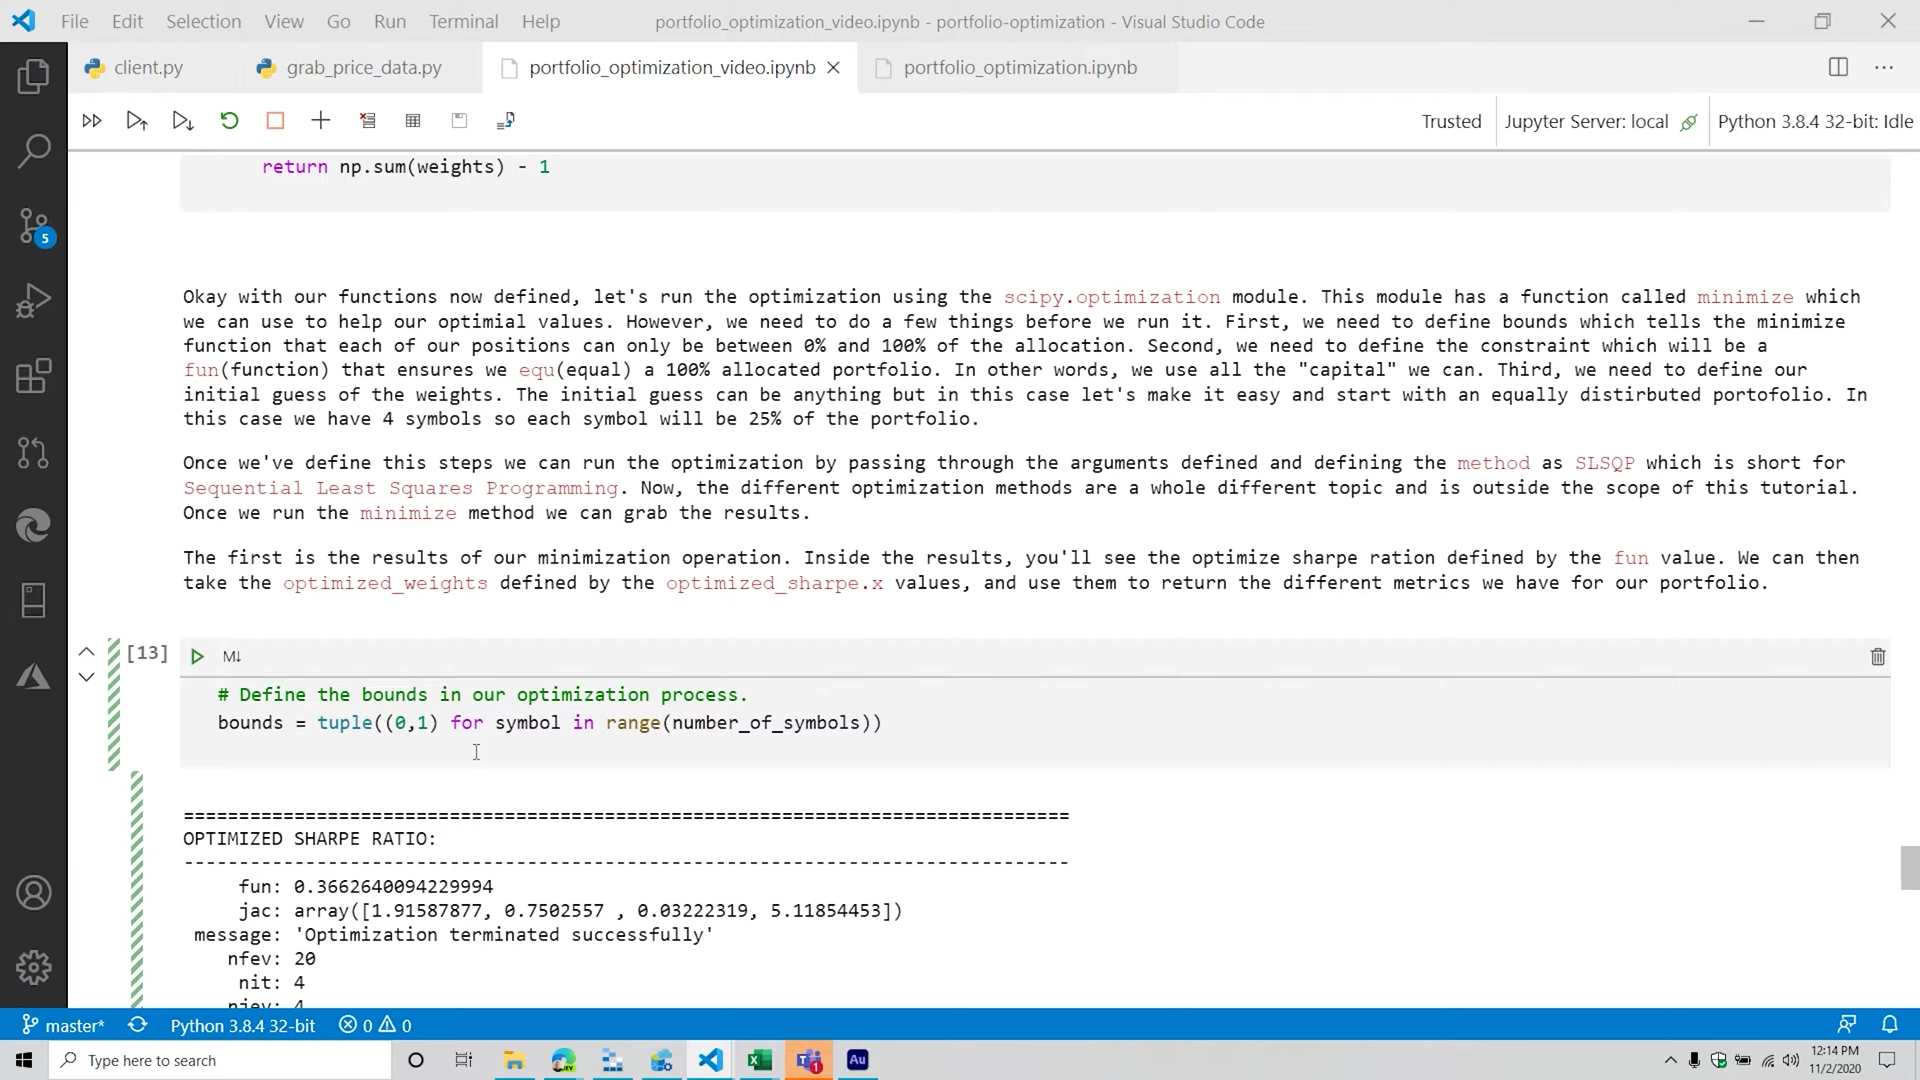 File Edit Selection View Go Run Terminal Help portfolio_optimization_video.ipynb - portfolio-optimization - Visual Studio Code
client.py grab_price_data.py portfolio_optimization_video.ipynb portfolio_optimization.ipynb
Trusted Jupyter Server: local Python 3.8.4 32-bit: Idle
return np.sum(weights) - 1
5
Okay with our functions now defined, let's run the optimization using the scipy.optimization module. This module has a function called minimize which
we can use to help our optimial values. However, we need to do a few things before we run it. First, we need to define bounds which tells the minimize
function that each of our positions can only be between 0% and 100% of the allocation. Second, we need to define the constraint which will be a
fun(function) that ensures we equ(equal) a 100% allocated portfolio. In other words, we use all the "capital" we can. Third, we need to define our
initial guess of the weights. The initial guess can be anything but in this case let's make it easy and start with an equally distirbuted portofolio. In
this case we have 4 symbols so each symbol will be 25% of the portfolio.
Once we've define this steps we can run the optimization by passing through the arguments defined and defining the method as SLSQP which is short for
Sequential Least Squares Programming. Now, the different optimization methods are a whole different topic and is outside the scope of this tutorial.
Once we run the minimize method we can grab the results.
The first is the results of our minimization operation. Inside the results, you'll see the optimize sharpe ration defined by the fun value. We can then
take the optimized_weights defined by the optimized_sharpe.x values, and use them to return the different metrics we have for our portfolio.
[13] M↓
# Define the bounds in our optimization process.
bounds = tuple((0,1) for symbol in range(number_of_symbols))
================================================================================
OPTIMIZED SHARPE RATIO:
--------------------------------------------------------------------------------
fun: 0.3662640094229994
jac: array([1.91587877, 0.7502557 , 0.03222319, 5.11854453])
message: 'Optimization terminated successfully'
nfev: 20
nit: 4
njev: 4
master* Python 3.8.4 32-bit 0 0
Type here to search Au 12:14 PM
11/2/2020